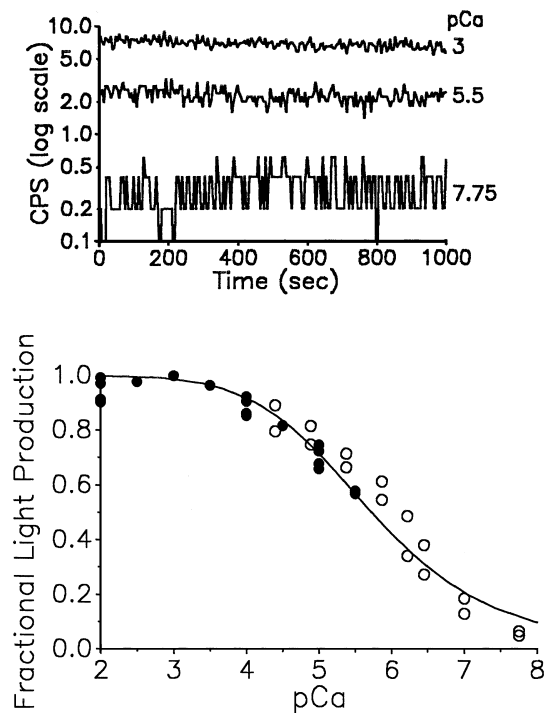 pCa
10.0
3
5.0
5.5
2.0
1.0
0.5
7.75
0.2
0.1
CPS (log scale)
0 200 400 600 800 1000
Time (sec)
1.0
0.8
0.6
0.4
0.2
0.0
Fractional Light Production
2 3 4 5 6 7 8
pCa